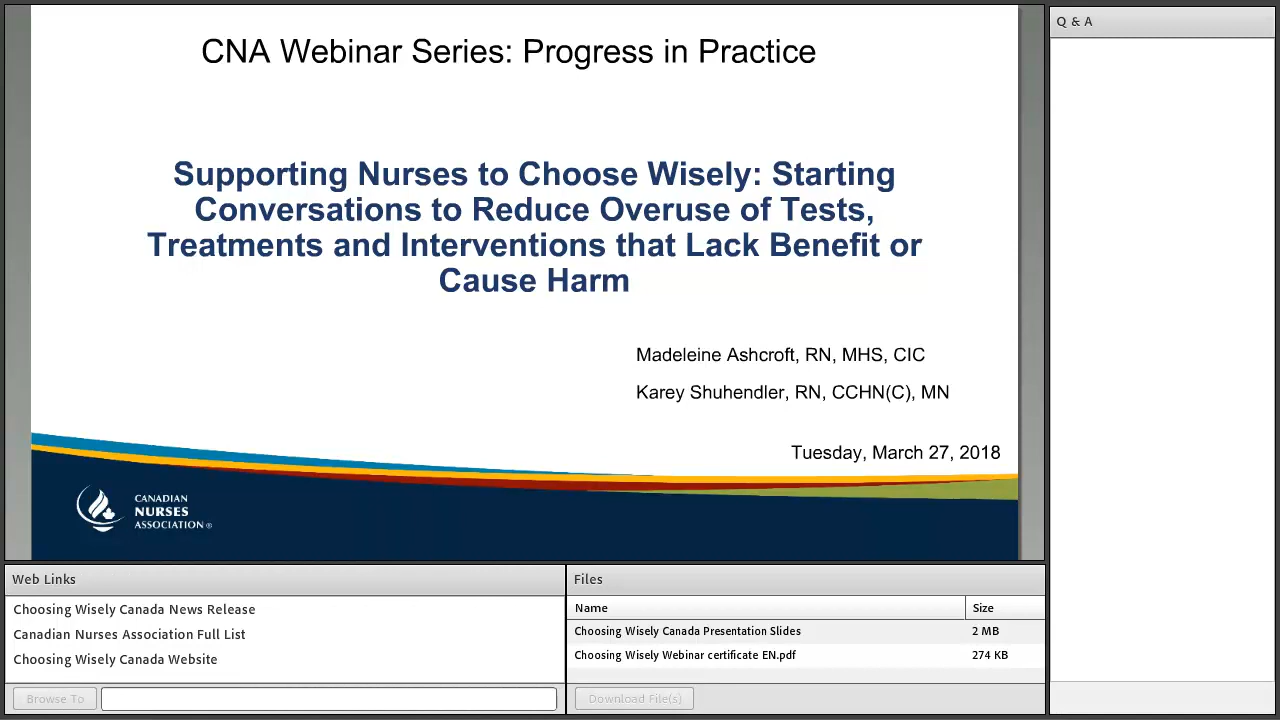 CNA Webinar Series: Progress in Practice
Supporting Nurses to Choose Wisely: Starting
Conversations to Reduce Overuse of Tests,
Treatments and Interventions that Lack Benefit or
Cause Harm
Madeleine Ashcroft, RN, MHS, CIC
Karey Shuhendler, RN, CCHN(C), MN
Tuesday, March 27, 2018
CANADIAN
NURSES
ASSOCIATION®
Q & A
Web Links
Choosing Wisely Canada News Release
Canadian Nurses Association Full List
Choosing Wisely Canada Website
Browse To
Files
Name Size
Choosing Wisely Canada Presentation Slides 2 MB
Choosing Wisely Webinar certificate EN.pdf 274 KB
Download File(s)